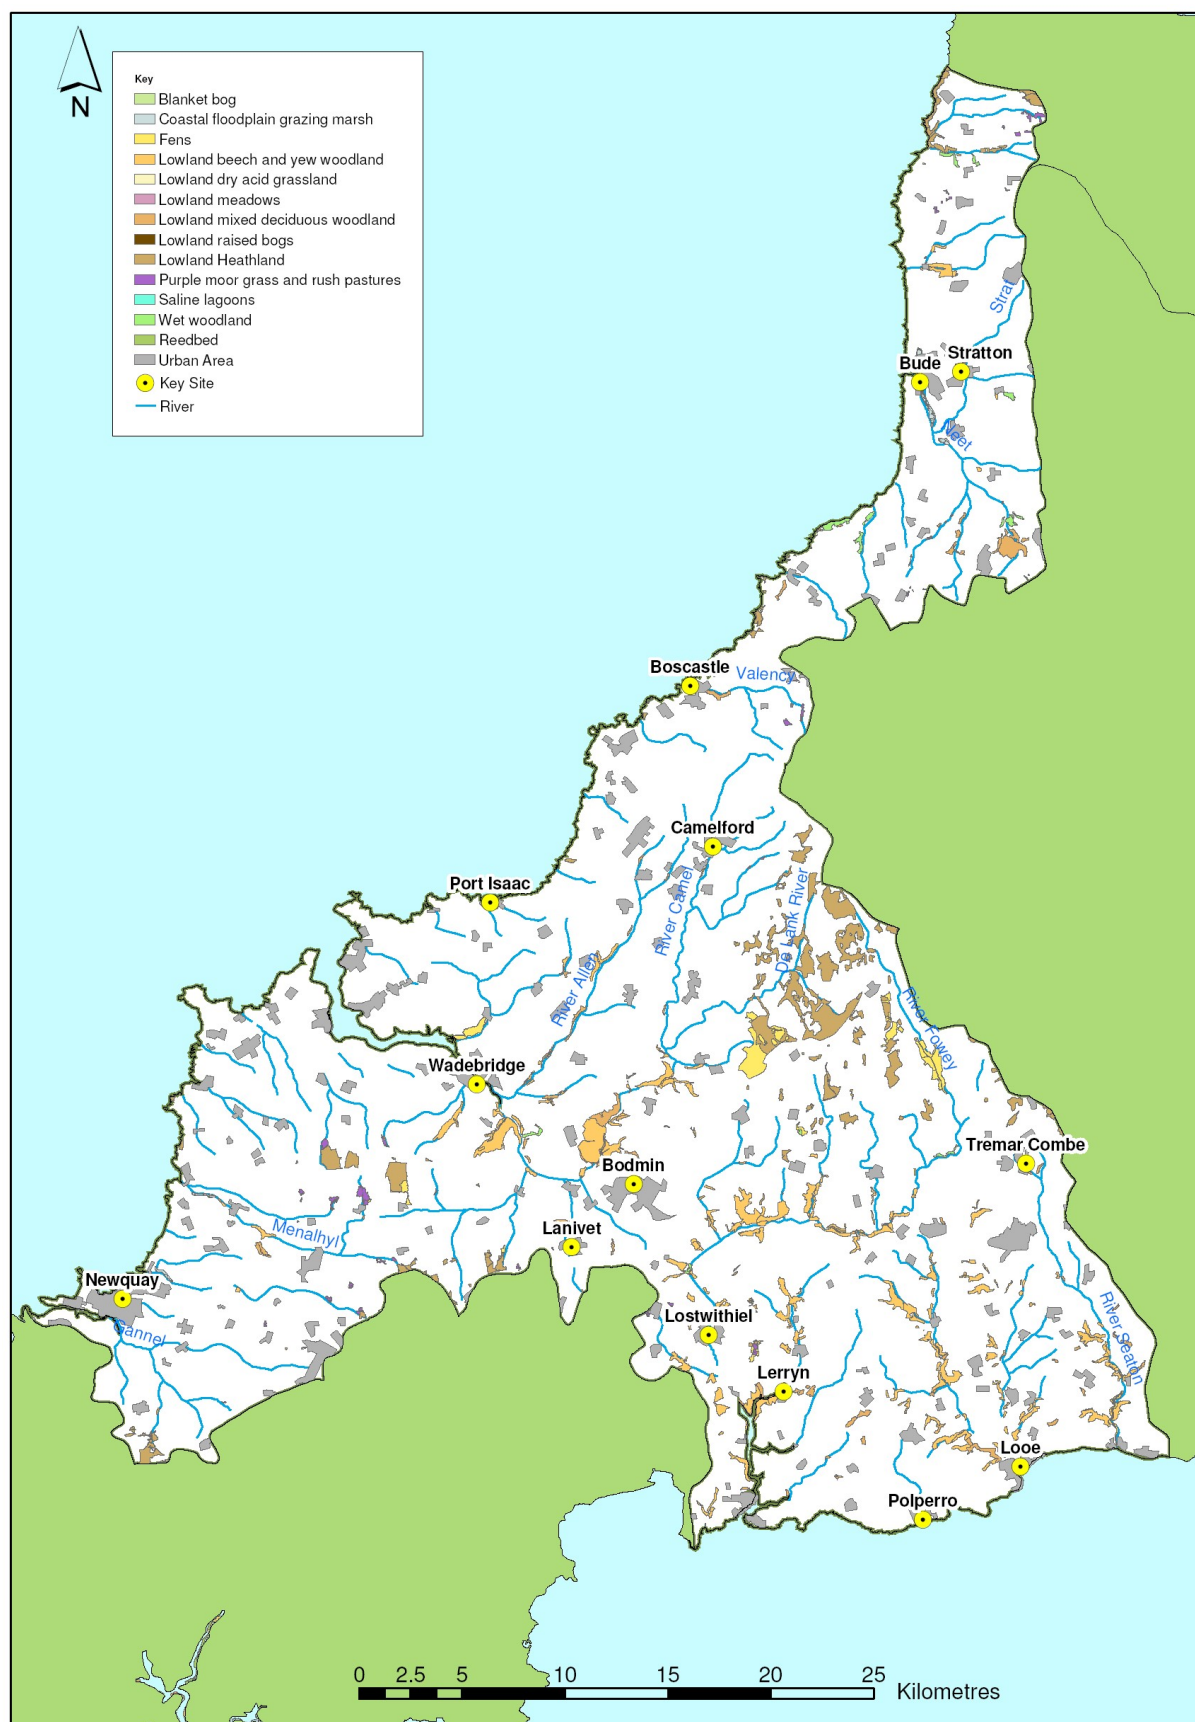 N
Key
Blanket bog
Coastal floodplain grazing marsh
Fens
Lowland beech and yew woodland
Lowland dry acid grassland
Lowland meadows
Lowland mixed deciduous woodland
Lowland raised bogs
Lowland Heathland
Purple moor grass and rush pastures
Saline lagoons
Wet woodland
Reedbed
Urban Area
Key Site
River
Strat
Stratton
Bude
Neet
Boscastle
Valency
Camelford
Port Isaac
River Camel
De Lank River
River Allen
River Fowey
Wadebridge
Tremar Combe
Bodmin
Lanivet
Menalhyl
Newquay
Gannel
Lostwithiel
River Seaton
Lerryn
Looe
Polperro
0 2.5 5 10 15 20 25
Kilometres